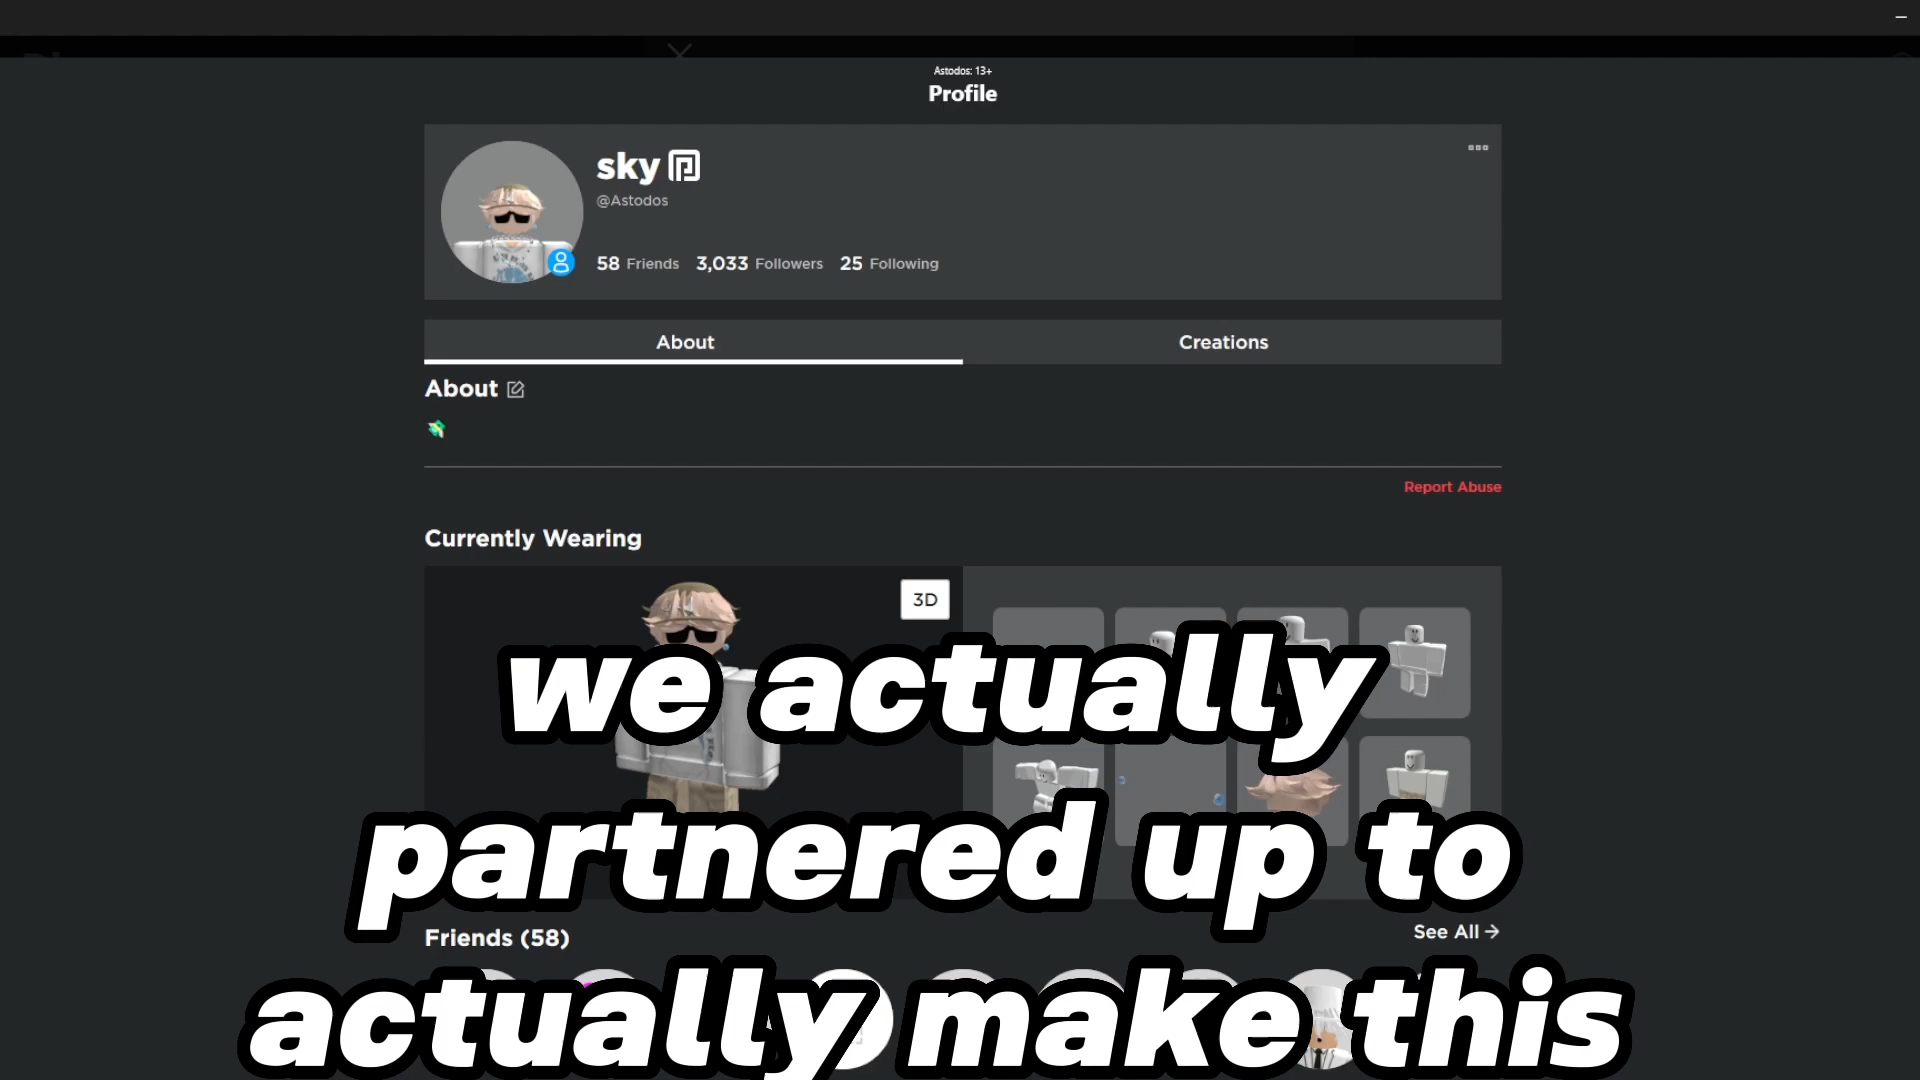 Astodos: 13+
Profile
sky
@Astodos
58 Friends 3,033 Followers 25 Following
About Creations
About
Report Abuse
Currently Wearing
3D
we actually
partnered up to
Friends (58) See All
actually make this